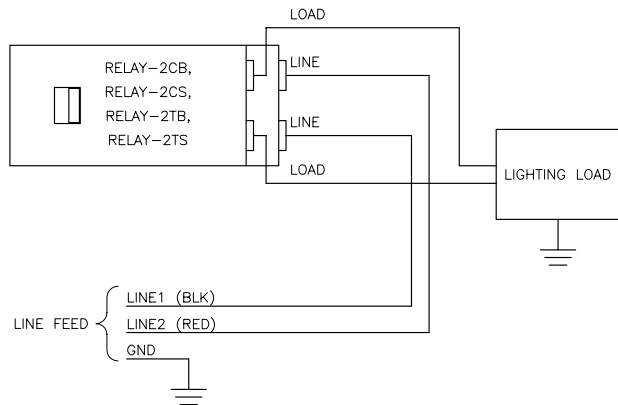 LOAD
RELAY-2CB,
RELAY-2CS,
RELAY-2TB,
RELAY-2TS
LINE
LINE
LOAD
LIGHTING LOAD
LINE FEED
LINE1 (BLK)
LINE2 (RED)
GND